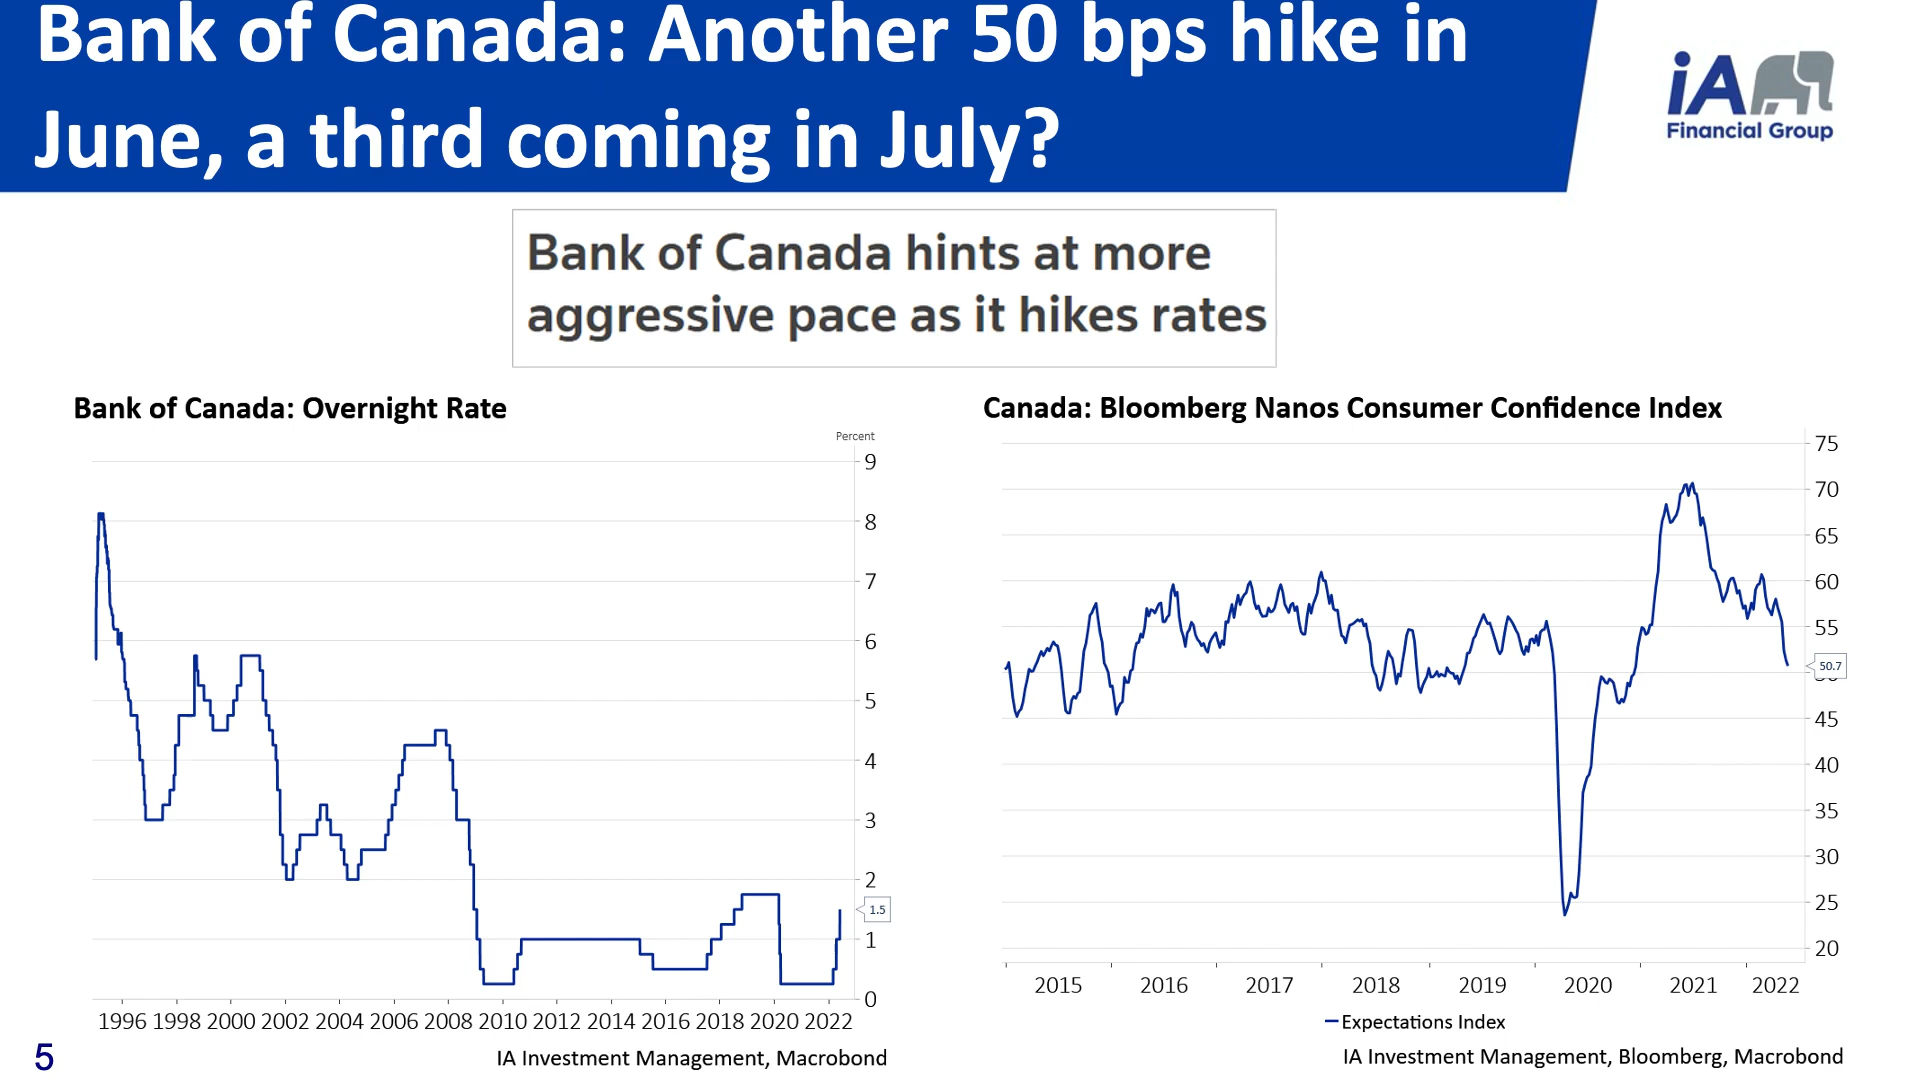 Bank of Canada: Another 50 bps hike in
June, a third coming in July?
iA
Financial Group
Bank of Canada hints at more
aggressive pace as it hikes rates
Bank of Canada: Overnight Rate
Percent
9
8
7
6
5
4
3
2
1.5
1
0
1996 1998 2000 2002 2004 2006 2008 2010 2012 2014 2016 2018 2020 2022
IA Investment Management, Macrobond
Canada: Bloomberg Nanos Consumer Confidence Index
75
70
65
60
55
50.7
45
40
35
30
25
20
2015 2016 2017 2018 2019 2020 2021 2022
Expectations Index
IA Investment Management, Bloomberg, Macrobond
5